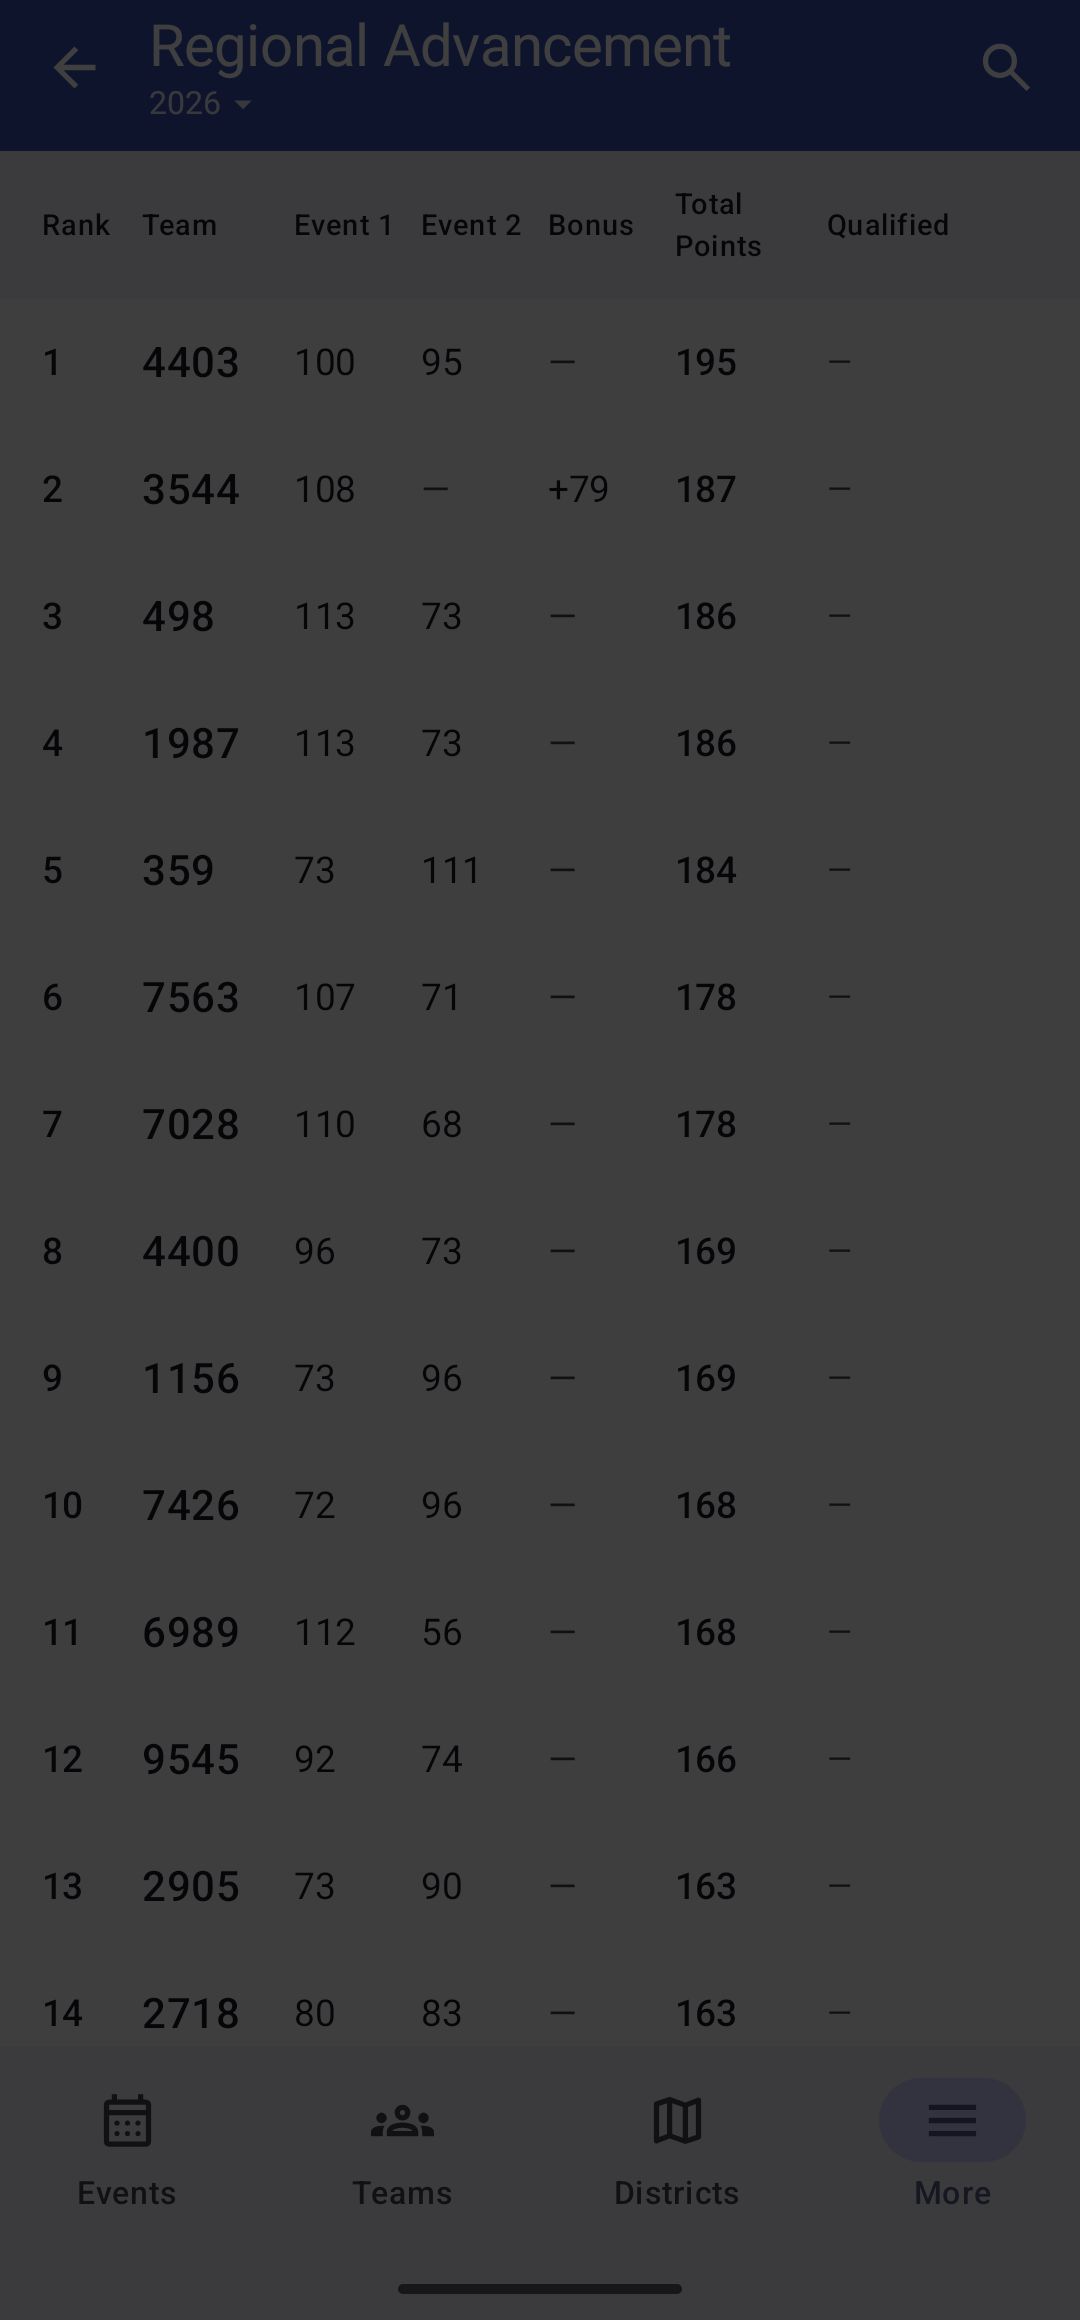 Regional Advancement
2026
Rank Team Event 1 Event 2 Bonus Total Points Qualified
1 4403 100 95 — 195 —
2 3544 108 — +79 187 —
3 498 113 73 — 186 —
4 1987 113 73 — 186 —
5 359 73 111 — 184 —
6 7563 107 71 — 178 —
7 7028 110 68 — 178 —
8 4400 96 73 — 169 —
9 1156 73 96 — 169 —
10 7426 72 96 — 168 —
11 6989 112 56 — 168 —
12 9545 92 74 — 166 —
13 2905 73 90 — 163 —
14 2718 80 83 — 163 —
Events Teams Districts More